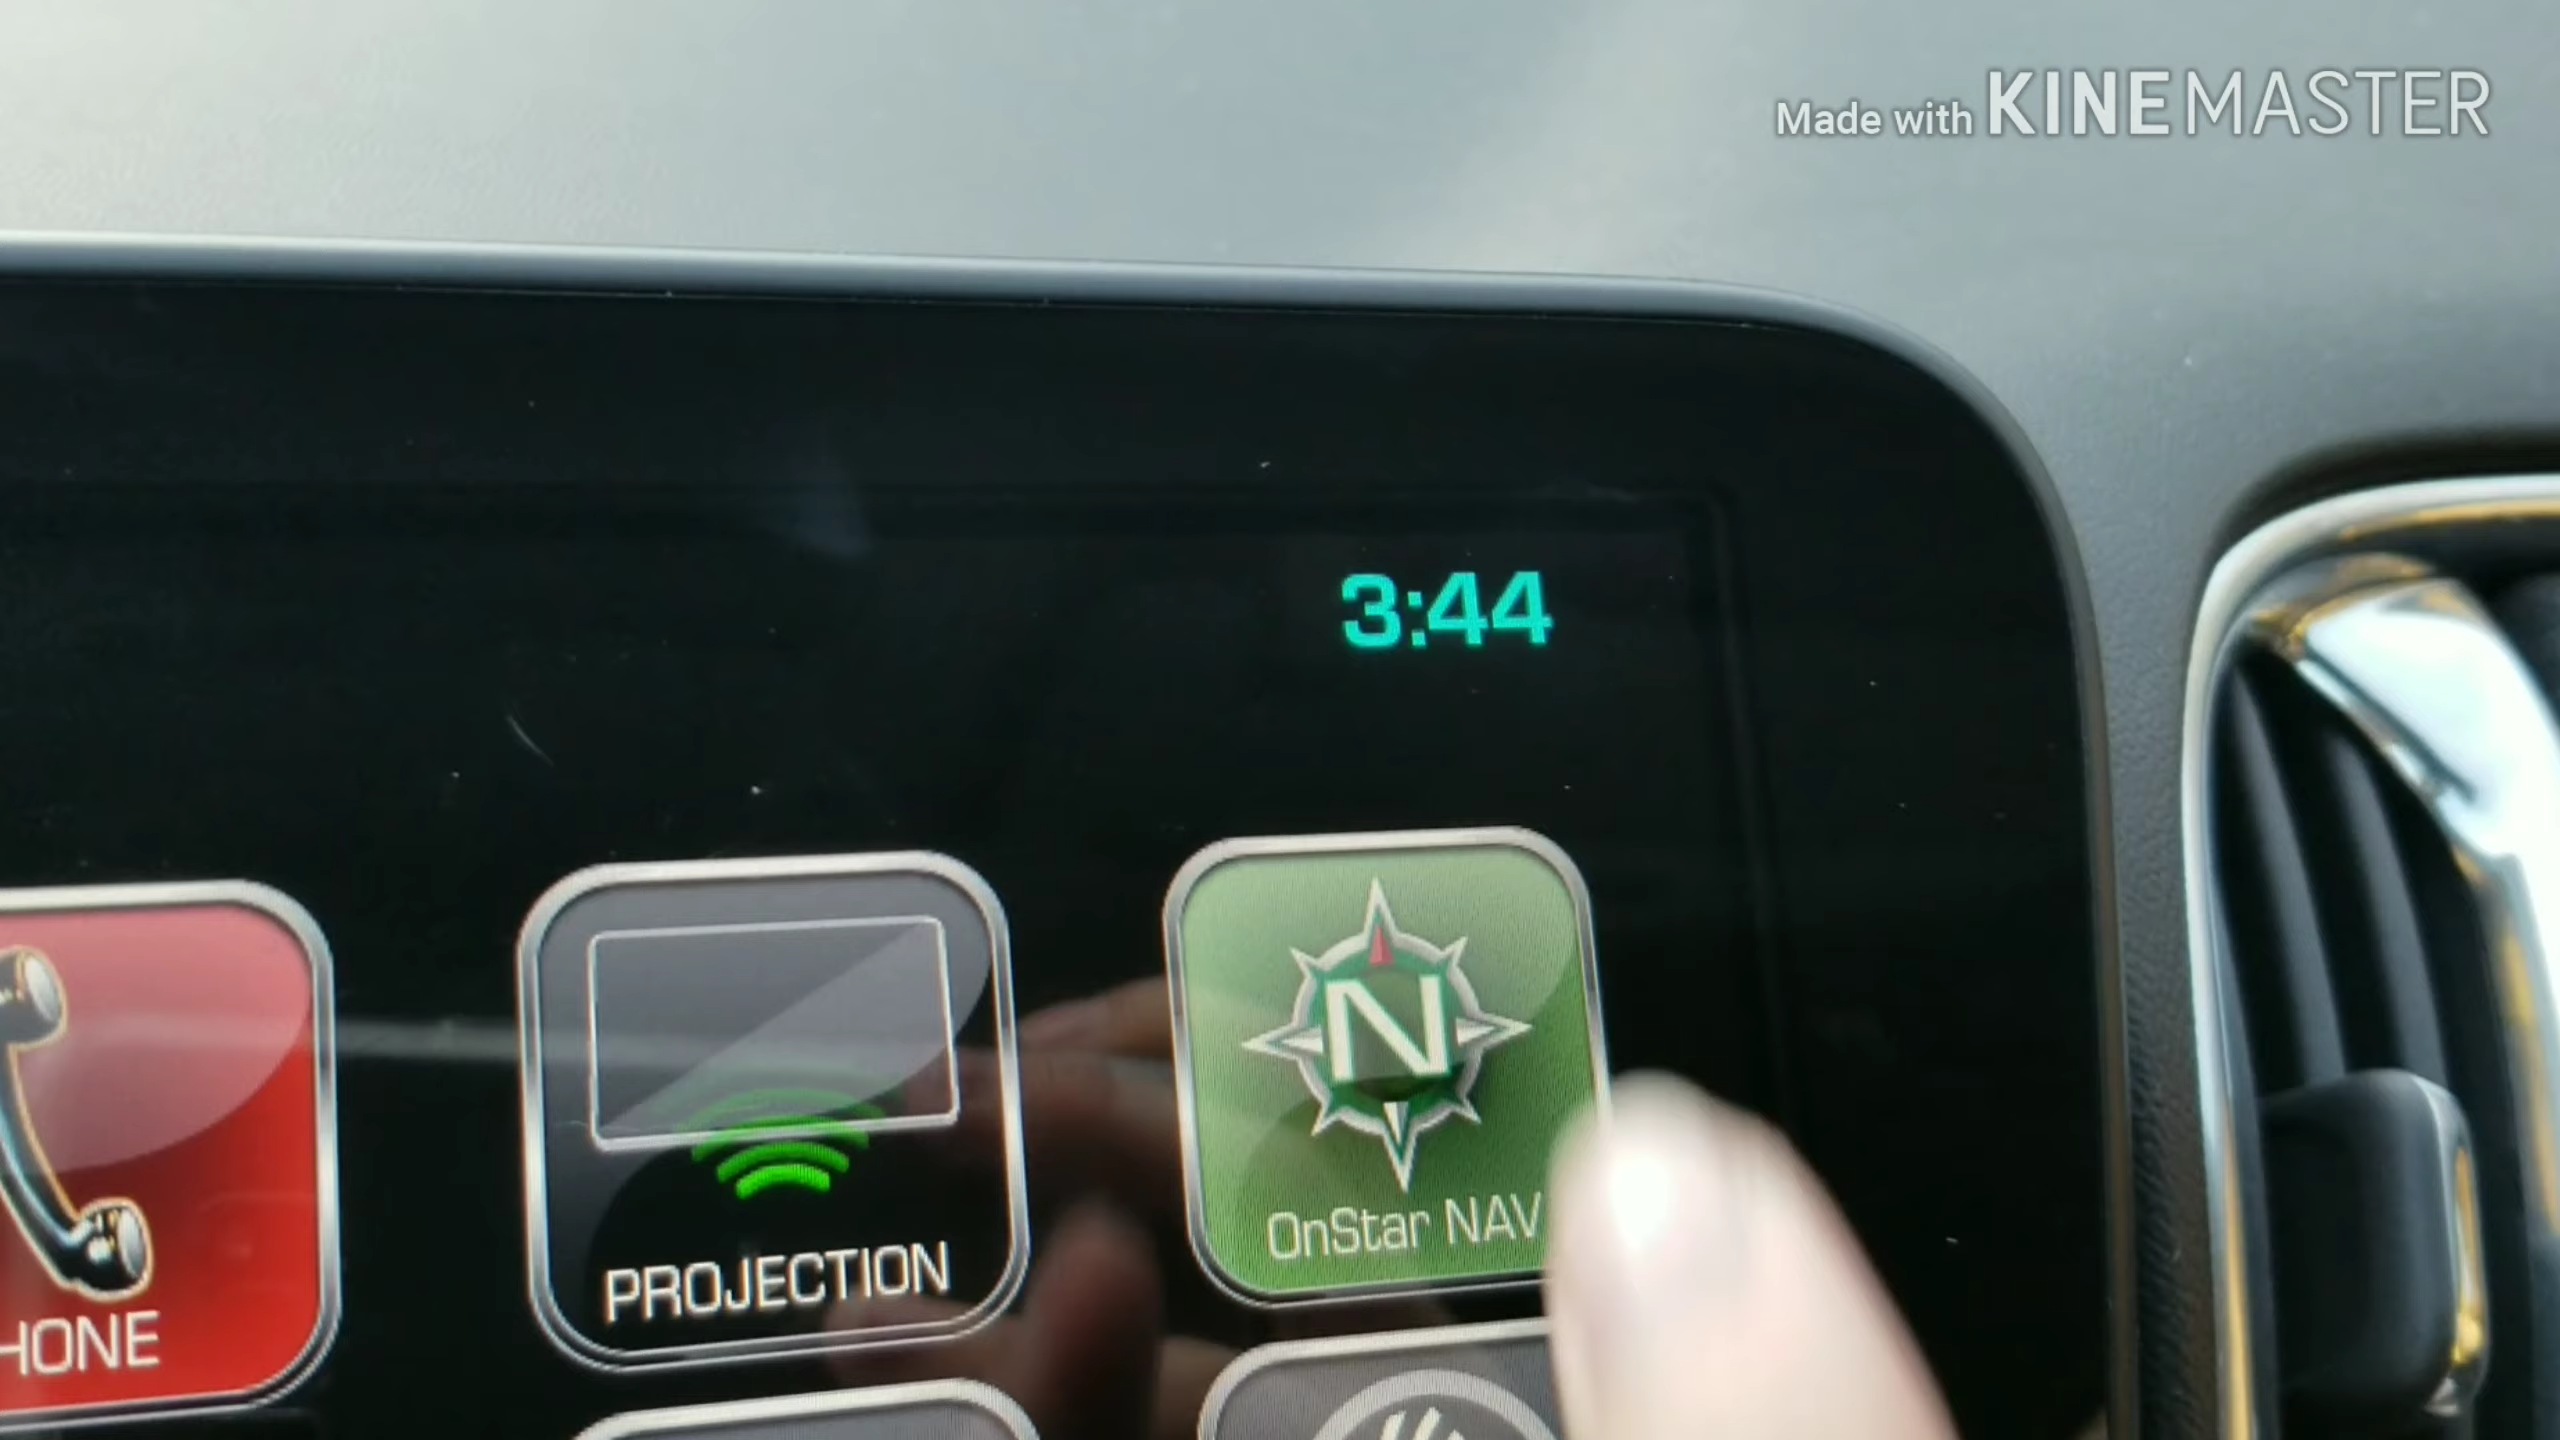 Made with KINEMASTER
3:44
HONE
PROJECTION
N
OnStar NAV